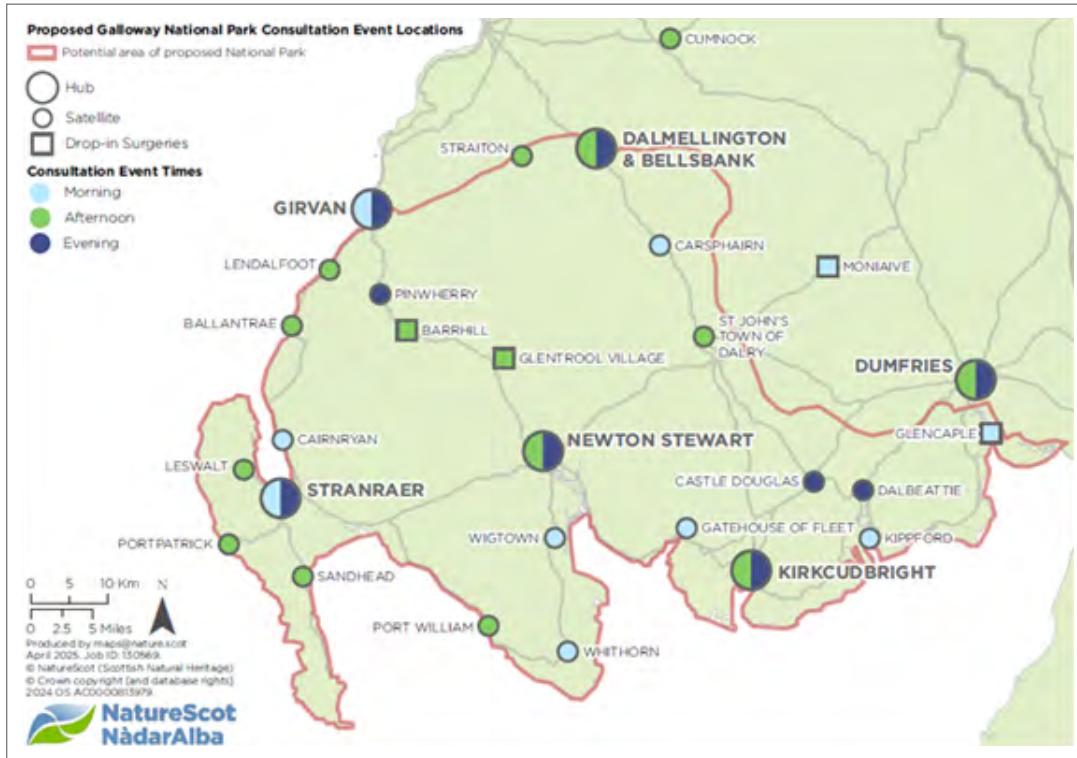 Proposed Galloway National Park Consultation Event Locations
Potential area of proposed National Park
Hub
Satellite
Drop-in Surgeries
Consultation Event Times
Morning
Afternoon
Evening
CUMNOCK
STRAITON
DALMELLINGTON
& BELLSBANK
GIRVAN
CARSPHAIRN
LENDALFOOT
MONIAIVE
PINWHERRY
BALLANTRAE
BARRHILL
ST JOHN'S
TOWN OF
DALRY
GLENTROOL VILLAGE
DUMFRIES
CAIRNRYAN
NEWTON STEWART
GLENCAPLE
LESWALT
STRANRAER
CASTLE DOUGLAS
DALBEATTIE
GATEHOUSE OF FLEET
WIGTOWN
KIPPFORD
PORTPATRICK
SANDHEAD
KIRKCUDBRIGHT
PORT WILLIAM
WHITHORN
0 5 10 Km
N
0 2.5 5 Miles
Produced by maps@nature.scot
April 2025. Job ID: 130569.
© NatureScot (Scottish Natural Heritage)
© Crown copyright [and database rights]
2024 OS AC0000813979.
NatureScot
NàdarAlba